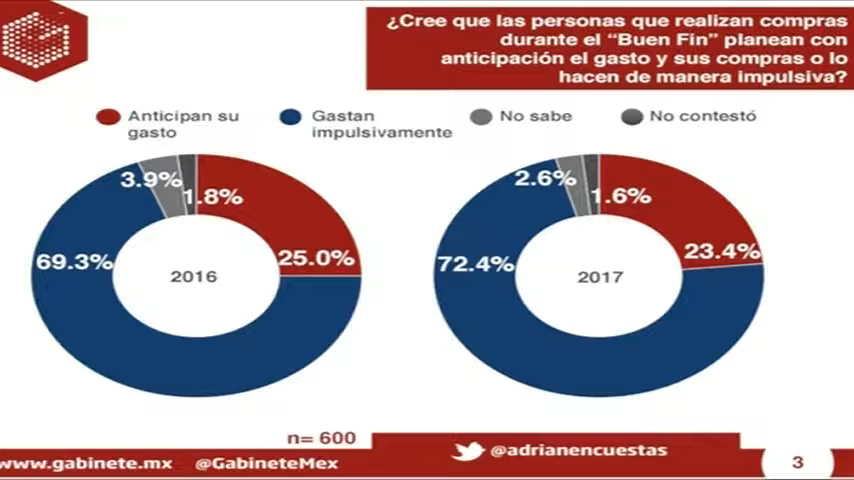 ¿Cree que las personas que realizan compras
durante el “Buen Fin” planean con
anticipación el gasto y sus compras o lo
hacen de manera impulsiva?
Anticipan su
gasto
Gastan
impulsivamente
No sabe
No contestó
3.9%
1.8%
69.3%
25.0%
2016
2.6%
1.6%
72.4%
23.4%
2017
n= 600
www.gabinete.mx @GabineteMex
@adrianencuestas
3